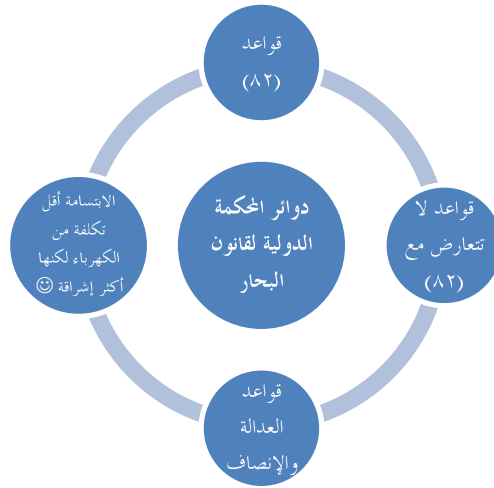 قواعد
(٨٢)
الابتسامة أقل
تكلفة من
الكهرباء لكنها
أكثر إشراقة ☺
دوائر المحكمة
الدولية لقانون
البحار
قواعد لا
تتعارض مع
(٨٢)
قواعد
العدالة
والإنصاف